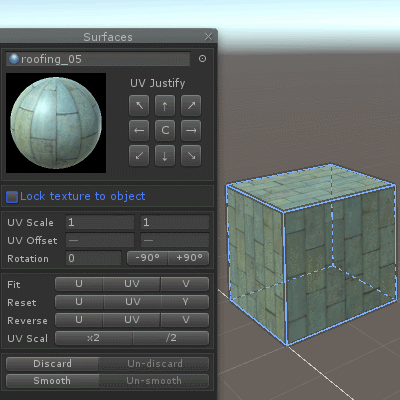 Surfaces ×
roofing_05
UV Justify
↖ ↑ ↗
← C →
↙ ↓ ↘
Lock texture to object
UV Scale 1 1
UV Offset — —
Rotation 0 -90° +90°
Fit U UV V
Reset U UV Y
Reverse U UV V
UV Scal x2 /2
Discard Un-discard
Smooth Un-smooth